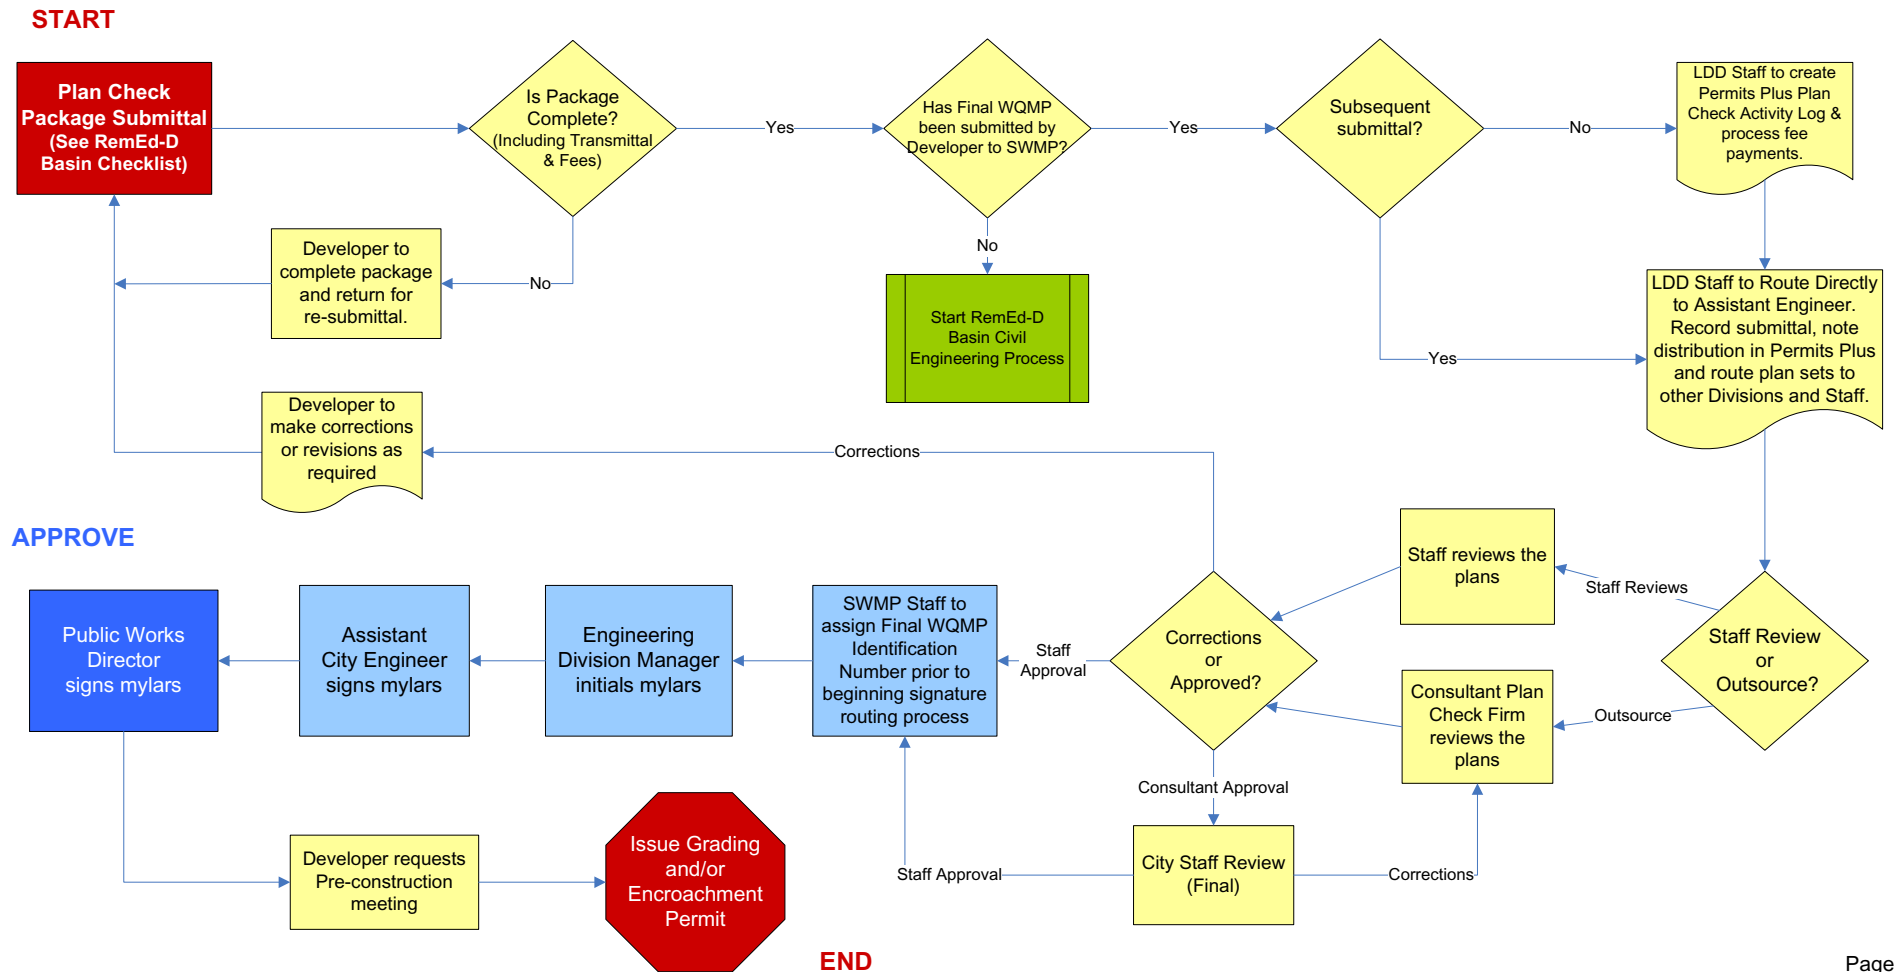 START
Plan Check
Package Submittal
(See RemEd-D
Basin Checklist)
Is Package
Complete?
(Including Transmittal
& Fees)
Yes
Has Final WQMP
been submitted by
Developer to SWMP?
Yes
Subsequent
submittal?
No
LDD Staff to create
Permits Plus Plan
Check Activity Log &
process fee
payments.
Developer to
complete package
and return for
re-submittal.
No
No
Start RemEd-D
Basin Civil
Engineering Process
Yes
LDD Staff to Route Directly
to Assistant Engineer.
Record submittal, note
distribution in Permits Plus
and route plan sets to
other Divisions and Staff.
Developer to
make corrections
or revisions as
required
Corrections
APPROVE
Public Works
Director
signs mylars
Assistant
City Engineer
signs mylars
Engineering
Division Manager
initials mylars
SWMP Staff to
assign Final WQMP
Identification
Number prior to
beginning signature
routing process
Staff
Approval
Corrections
or
Approved?
Staff reviews the
plans
Staff Reviews
Staff Review
or
Outsource?
Consultant Plan
Check Firm
reviews the
plans
Outsource
Consultant Approval
Developer requests
Pre-construction
meeting
Issue Grading
and/or
Encroachment
Permit
Staff Approval
City Staff Review
(Final)
Corrections
END
Page